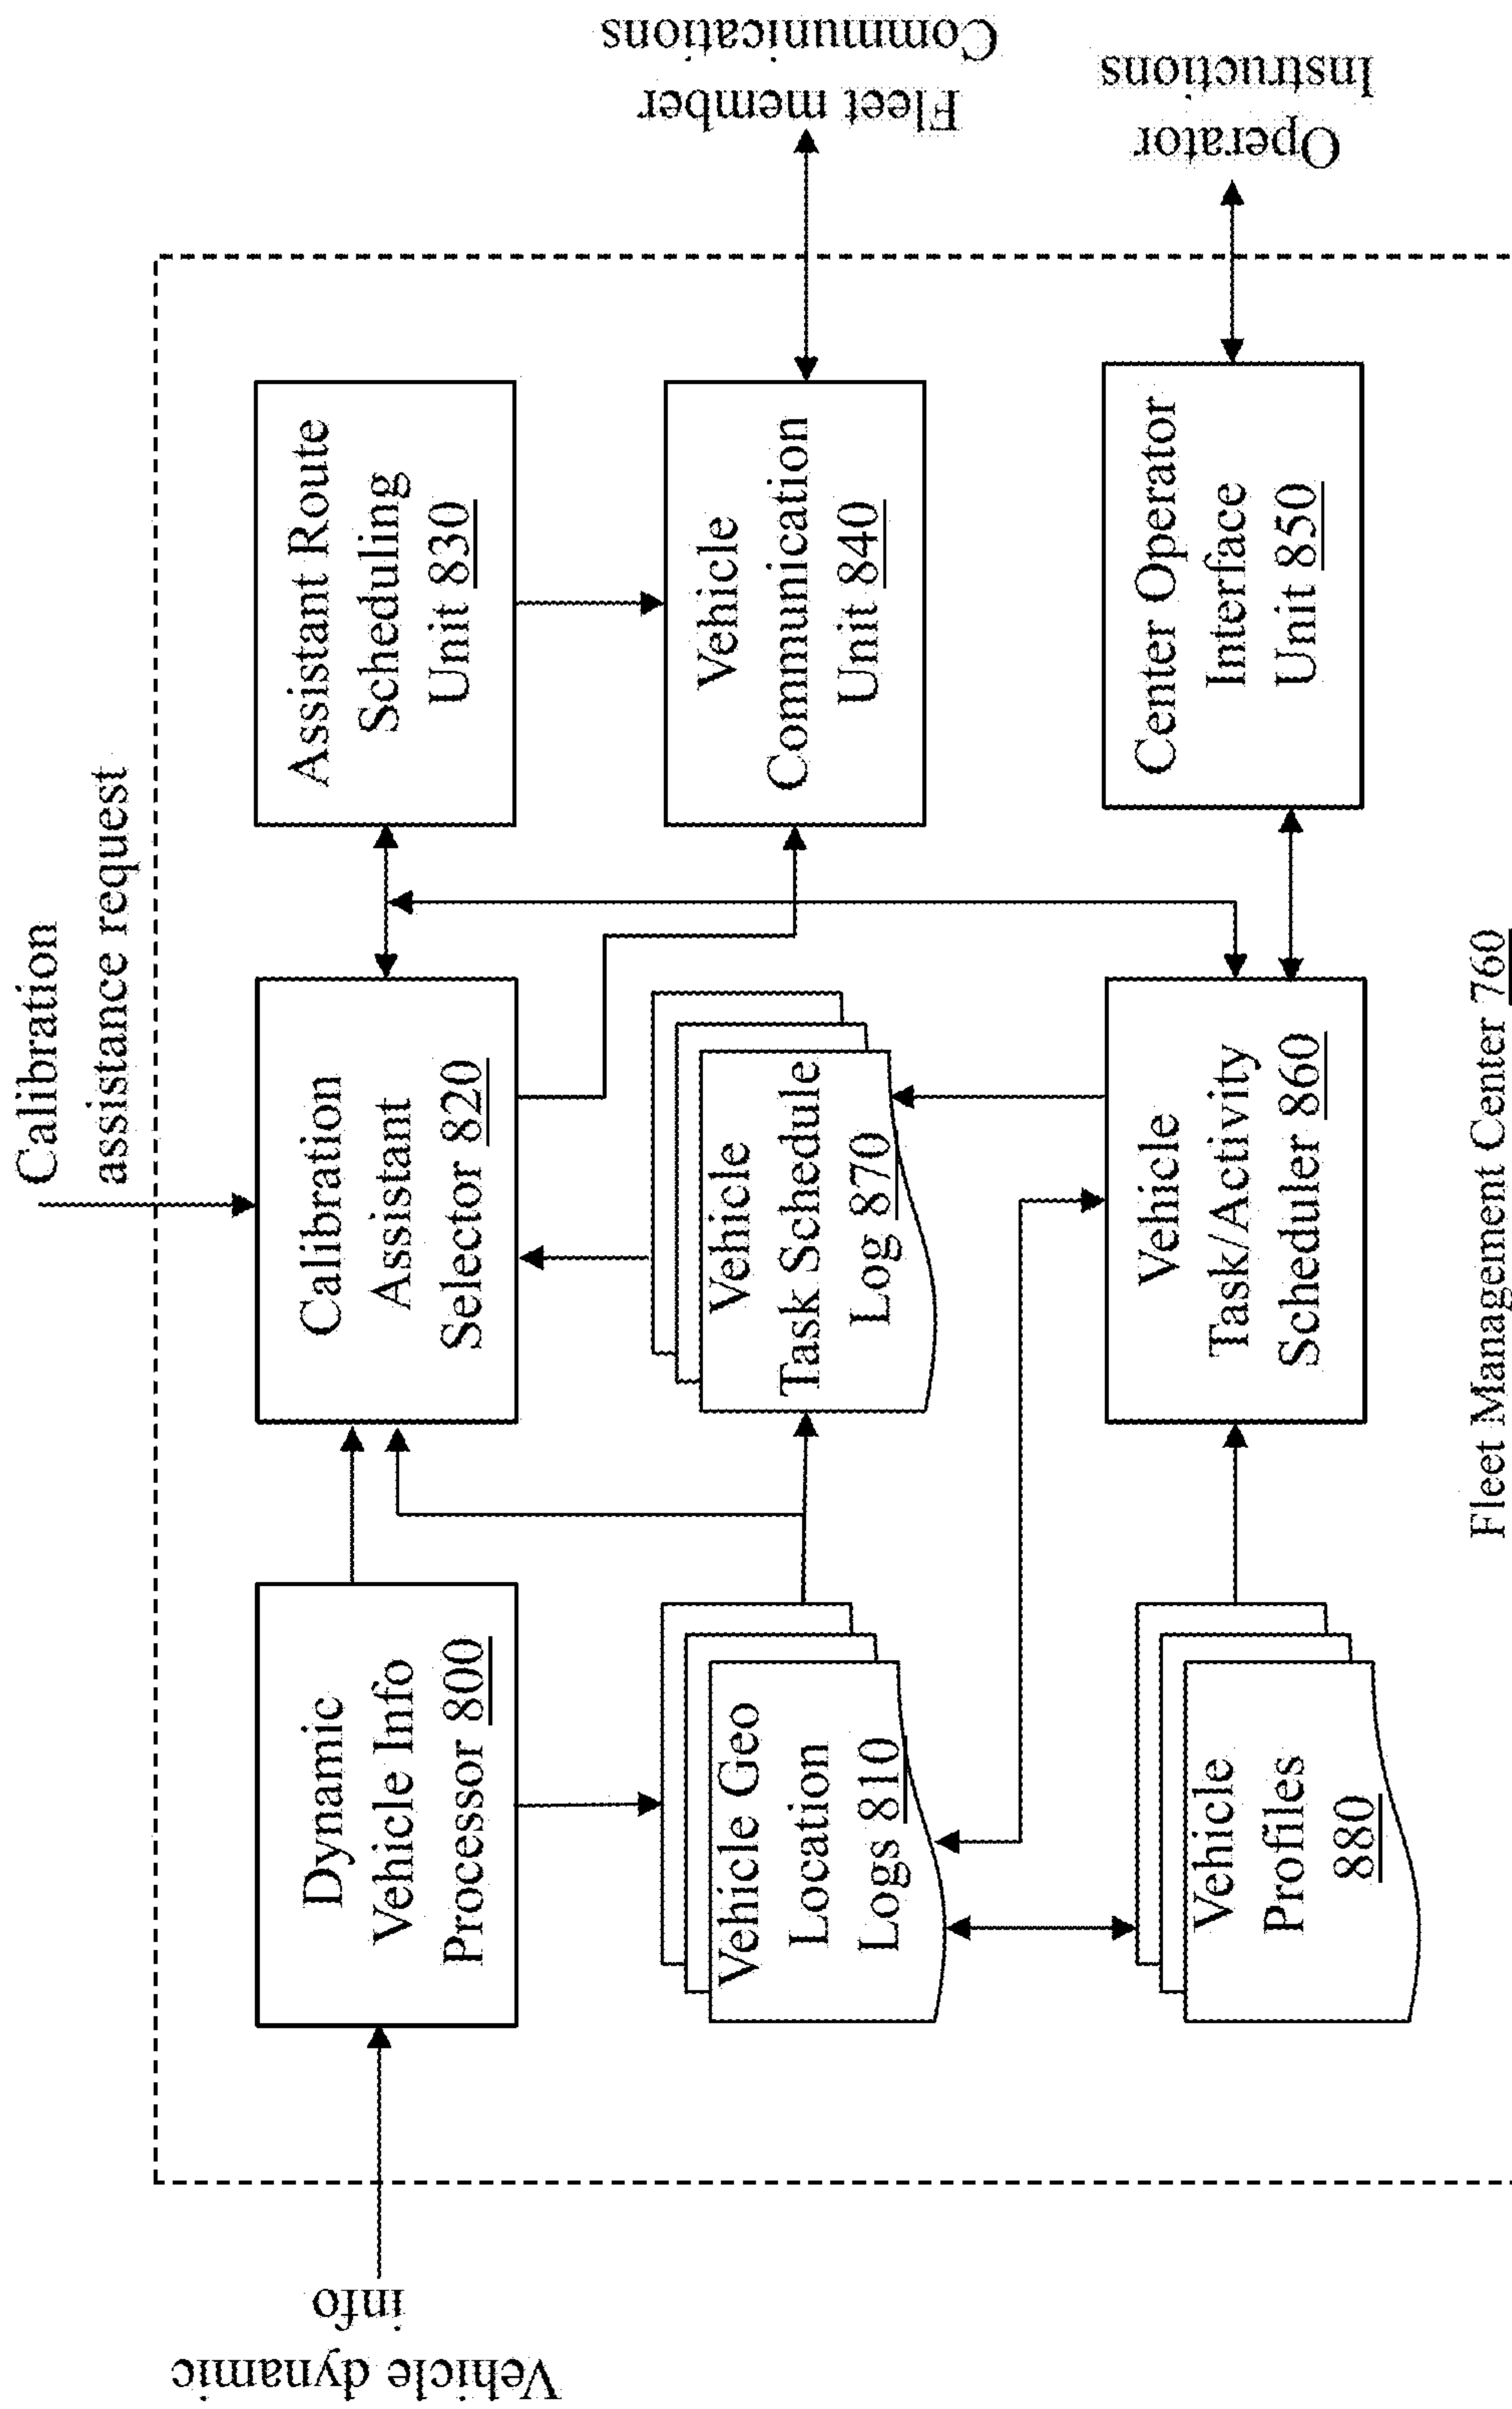 Calibration
assistance request
Vehicle dynamic
info
Dynamic
Vehicle Info
Processor 800
Calibration
Assistant
Selector 820
Assistant Route
Scheduling
Unit 830
Vehicle Geo
Location
Logs 810
Vehicle
Task Schedule
Log 870
Vehicle
Communication
Unit 840
Fleet member
Communications
Vehicle
Profiles
880
Vehicle
Task/Activity
Scheduler 860
Center Operator
Interface
Unit 850
Operator
Instructions
Fleet Management Center 760